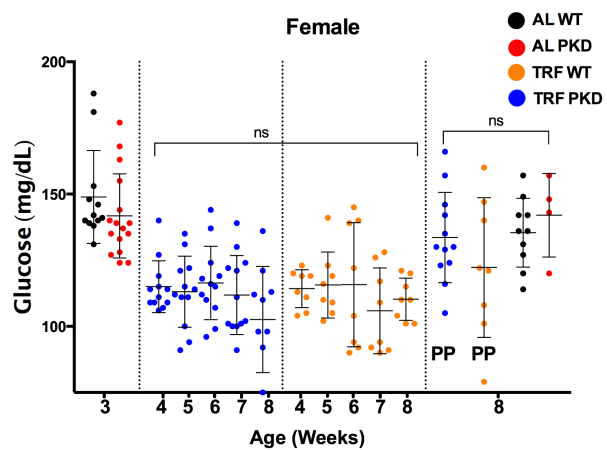 Female
AL WT
AL PKD
TRF WT
TRF PKD
Glucose (mg/dL)
200
150
100
ns
ns
PP PP
3 4 5 6 7 8 4 5 6 7 8 8
Age (Weeks)